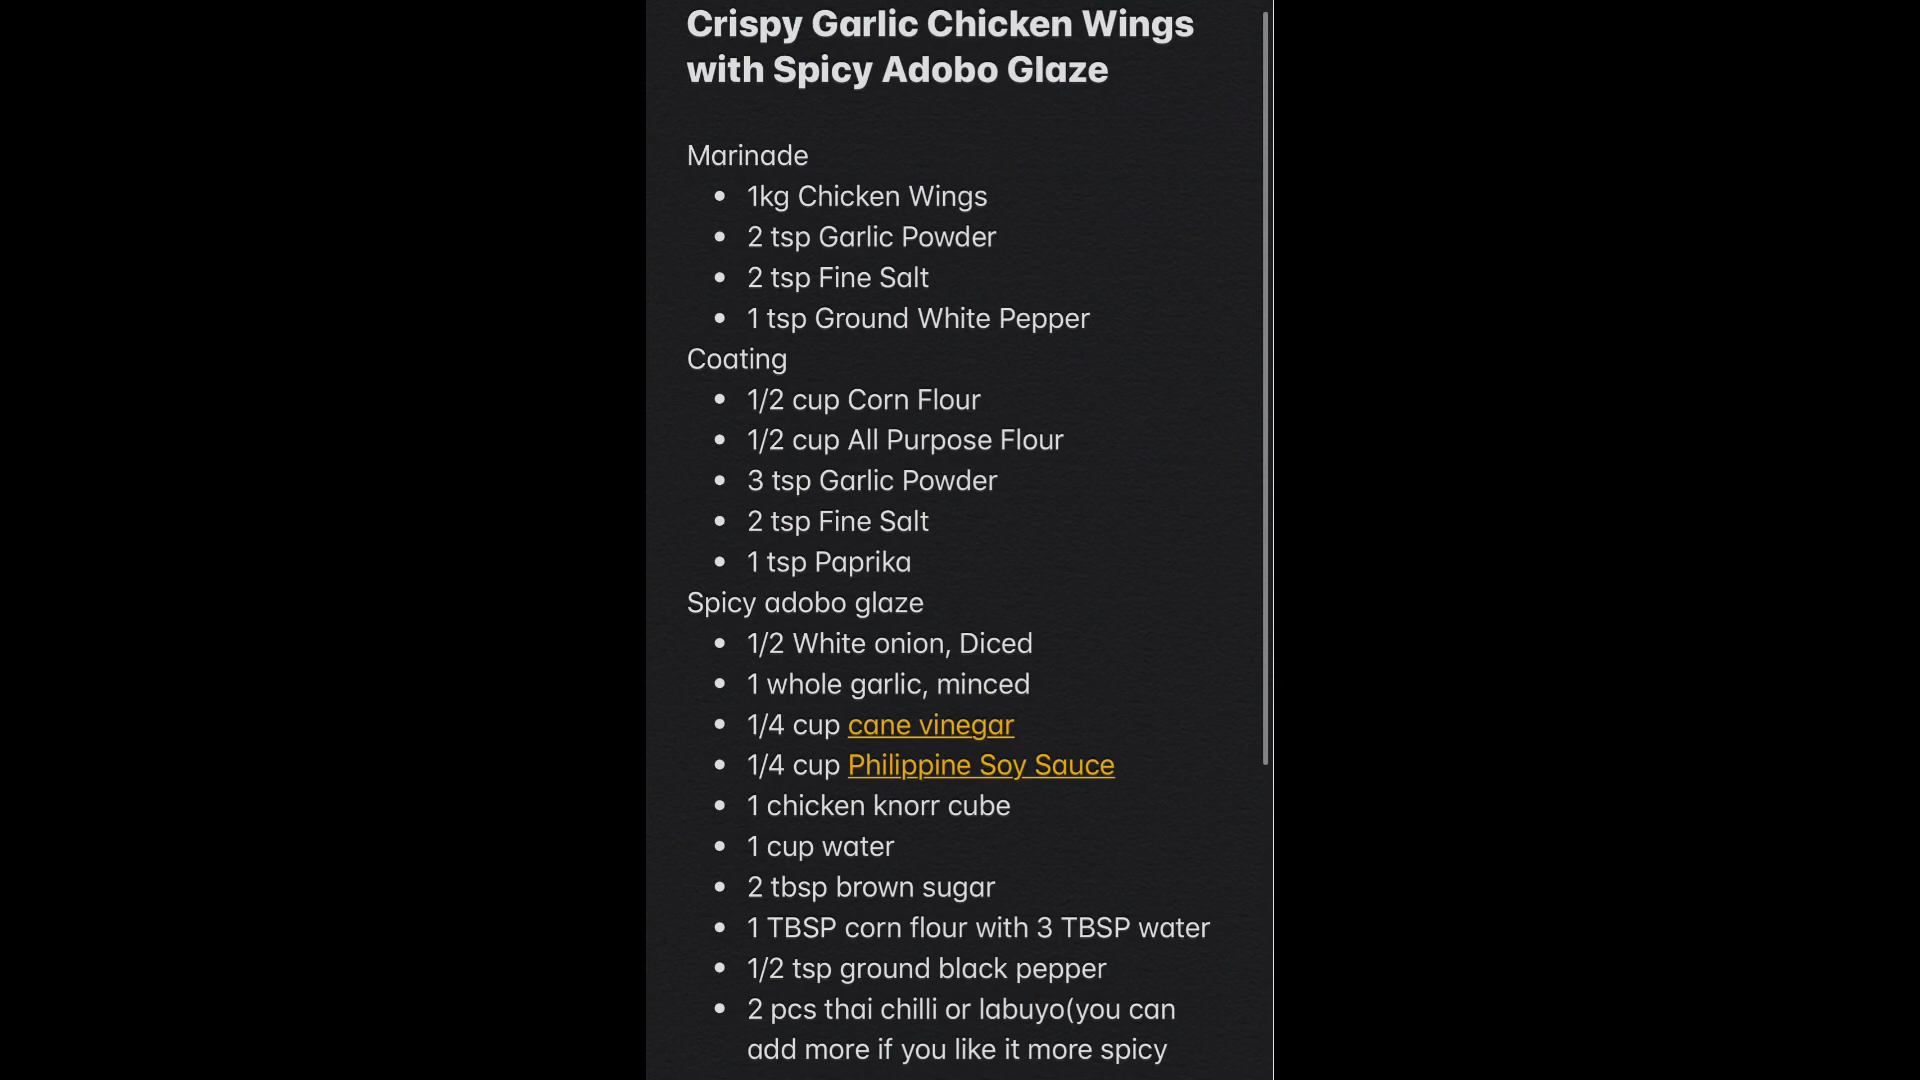 Crispy Garlic Chicken Wings
with Spicy Adobo Glaze
Marinade
• 1kg Chicken Wings
• 2 tsp Garlic Powder
• 2 tsp Fine Salt
• 1 tsp Ground White Pepper
Coating
• 1/2 cup Corn Flour
• 1/2 cup All Purpose Flour
• 3 tsp Garlic Powder
• 2 tsp Fine Salt
• 1 tsp Paprika
Spicy adobo glaze
• 1/2 White onion, Diced
• 1 whole garlic, minced
• 1/4 cup cane vinegar
• 1/4 cup Philippine Soy Sauce
• 1 chicken knorr cube
• 1 cup water
• 2 tbsp brown sugar
• 1 TBSP corn flour with 3 TBSP water
• 1/2 tsp ground black pepper
• 2 pcs thai chilli or labuyo(you can
add more if you like it more spicy